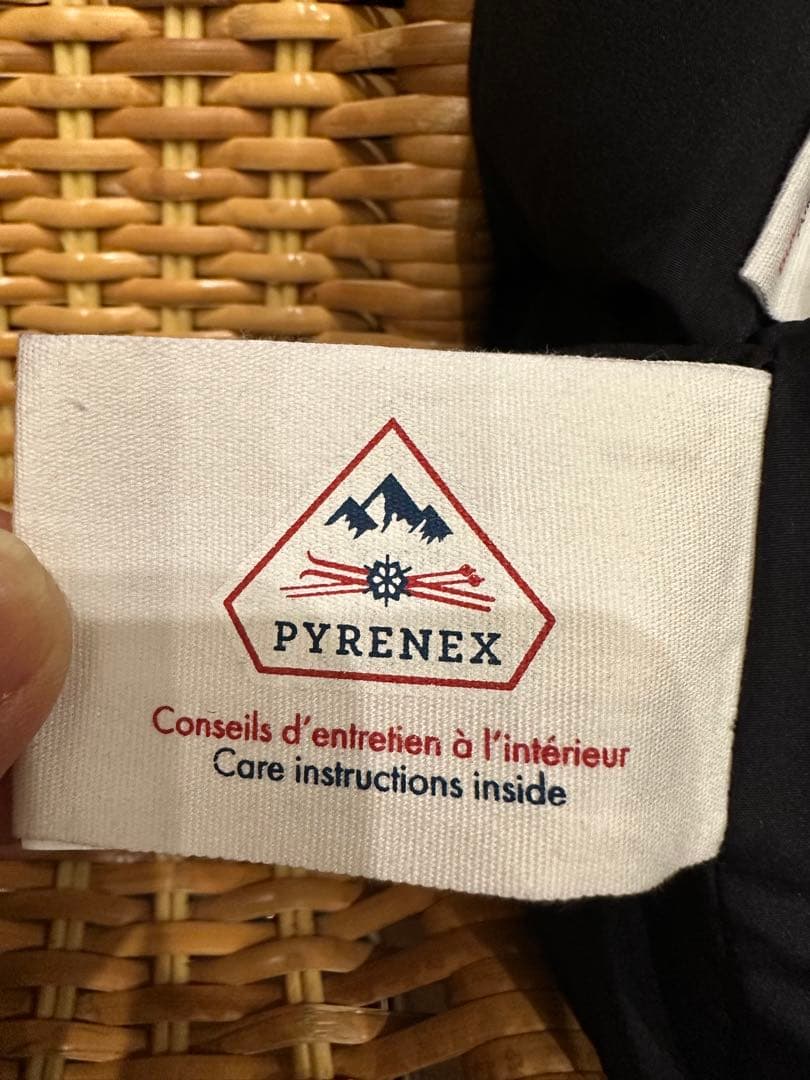 PYRENEX
Conseils d'entretien à l'intérieur
Care instructions inside